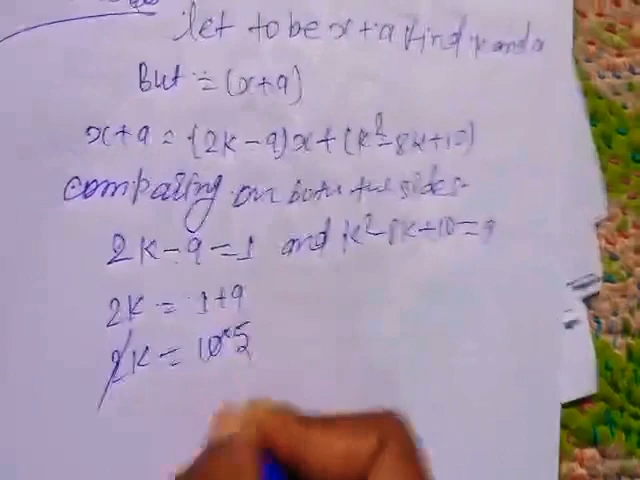 let to be x+a find k and a
But = (x+a)
x+a = (2k-9)x+(k²-8k+10)
comparing on both the sides.
2k-9=1 and k²-8k+10=a
2k = 1+9
2k = 10 5